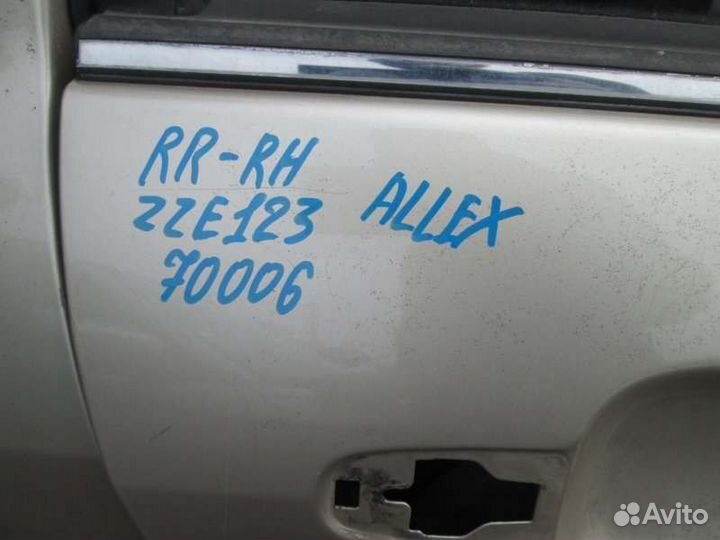 RR-RH
ZZE123 ALLEX
70006
Avito